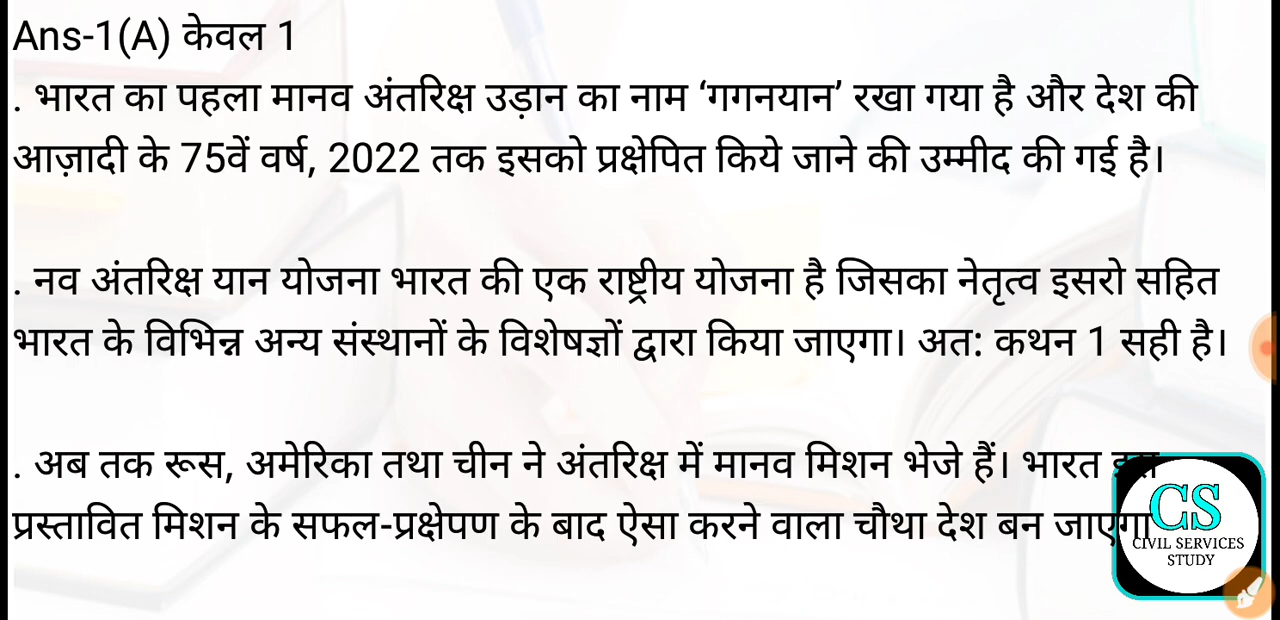 Ans-1(A) केवल 1
. भारत का पहला मानव अंतरिक्ष उड़ान का नाम ‘गगनयान’ रखा गया है और देश की
आज़ादी के 75वें वर्ष, 2022 तक इसको प्रक्षेपित किये जाने की उम्मीद की गई है।
. नव अंतरिक्ष यान योजना भारत की एक राष्ट्रीय योजना है जिसका नेतृत्व इसरो सहित
भारत के विभिन्न अन्य संस्थानों के विशेषज्ञों द्वारा किया जाएगा। अत: कथन 1 सही है।
. अब तक रूस, अमेरिका तथा चीन ने अंतरिक्ष में मानव मिशन भेजे हैं। भारत
प्रस्तावित मिशन के सफल-प्रक्षेपण के बाद ऐसा करने वाला चौथा देश बन जाएगा
CS
CIVIL SERVICES
STUDY